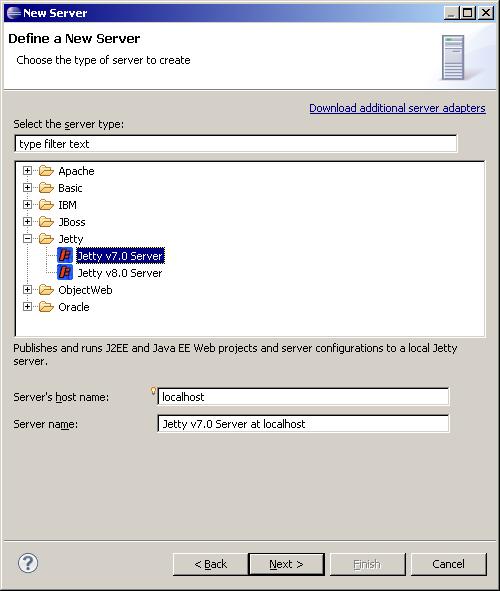 New Server
Define a New Server
Choose the type of server to create
Download additional server adapters
Select the server type:
type filter text
Apache
Basic
IBM
JBoss
Jetty
Jetty v7.0 Server
Jetty v8.0 Server
ObjectWeb
Oracle
Publishes and runs J2EE and Java EE Web projects and server configurations to a local Jetty
server.
Server's host name: localhost
Server name: Jetty v7.0 Server at localhost
? < Back Next > Finish Cancel